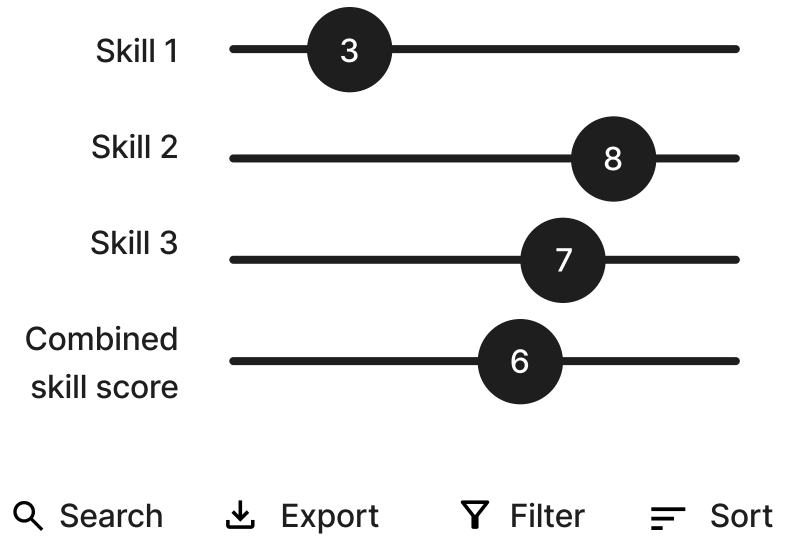 Skill 1
3
Skill 2
8
Skill 3
7
Combined
skill score
6
Search Export Filter Sort